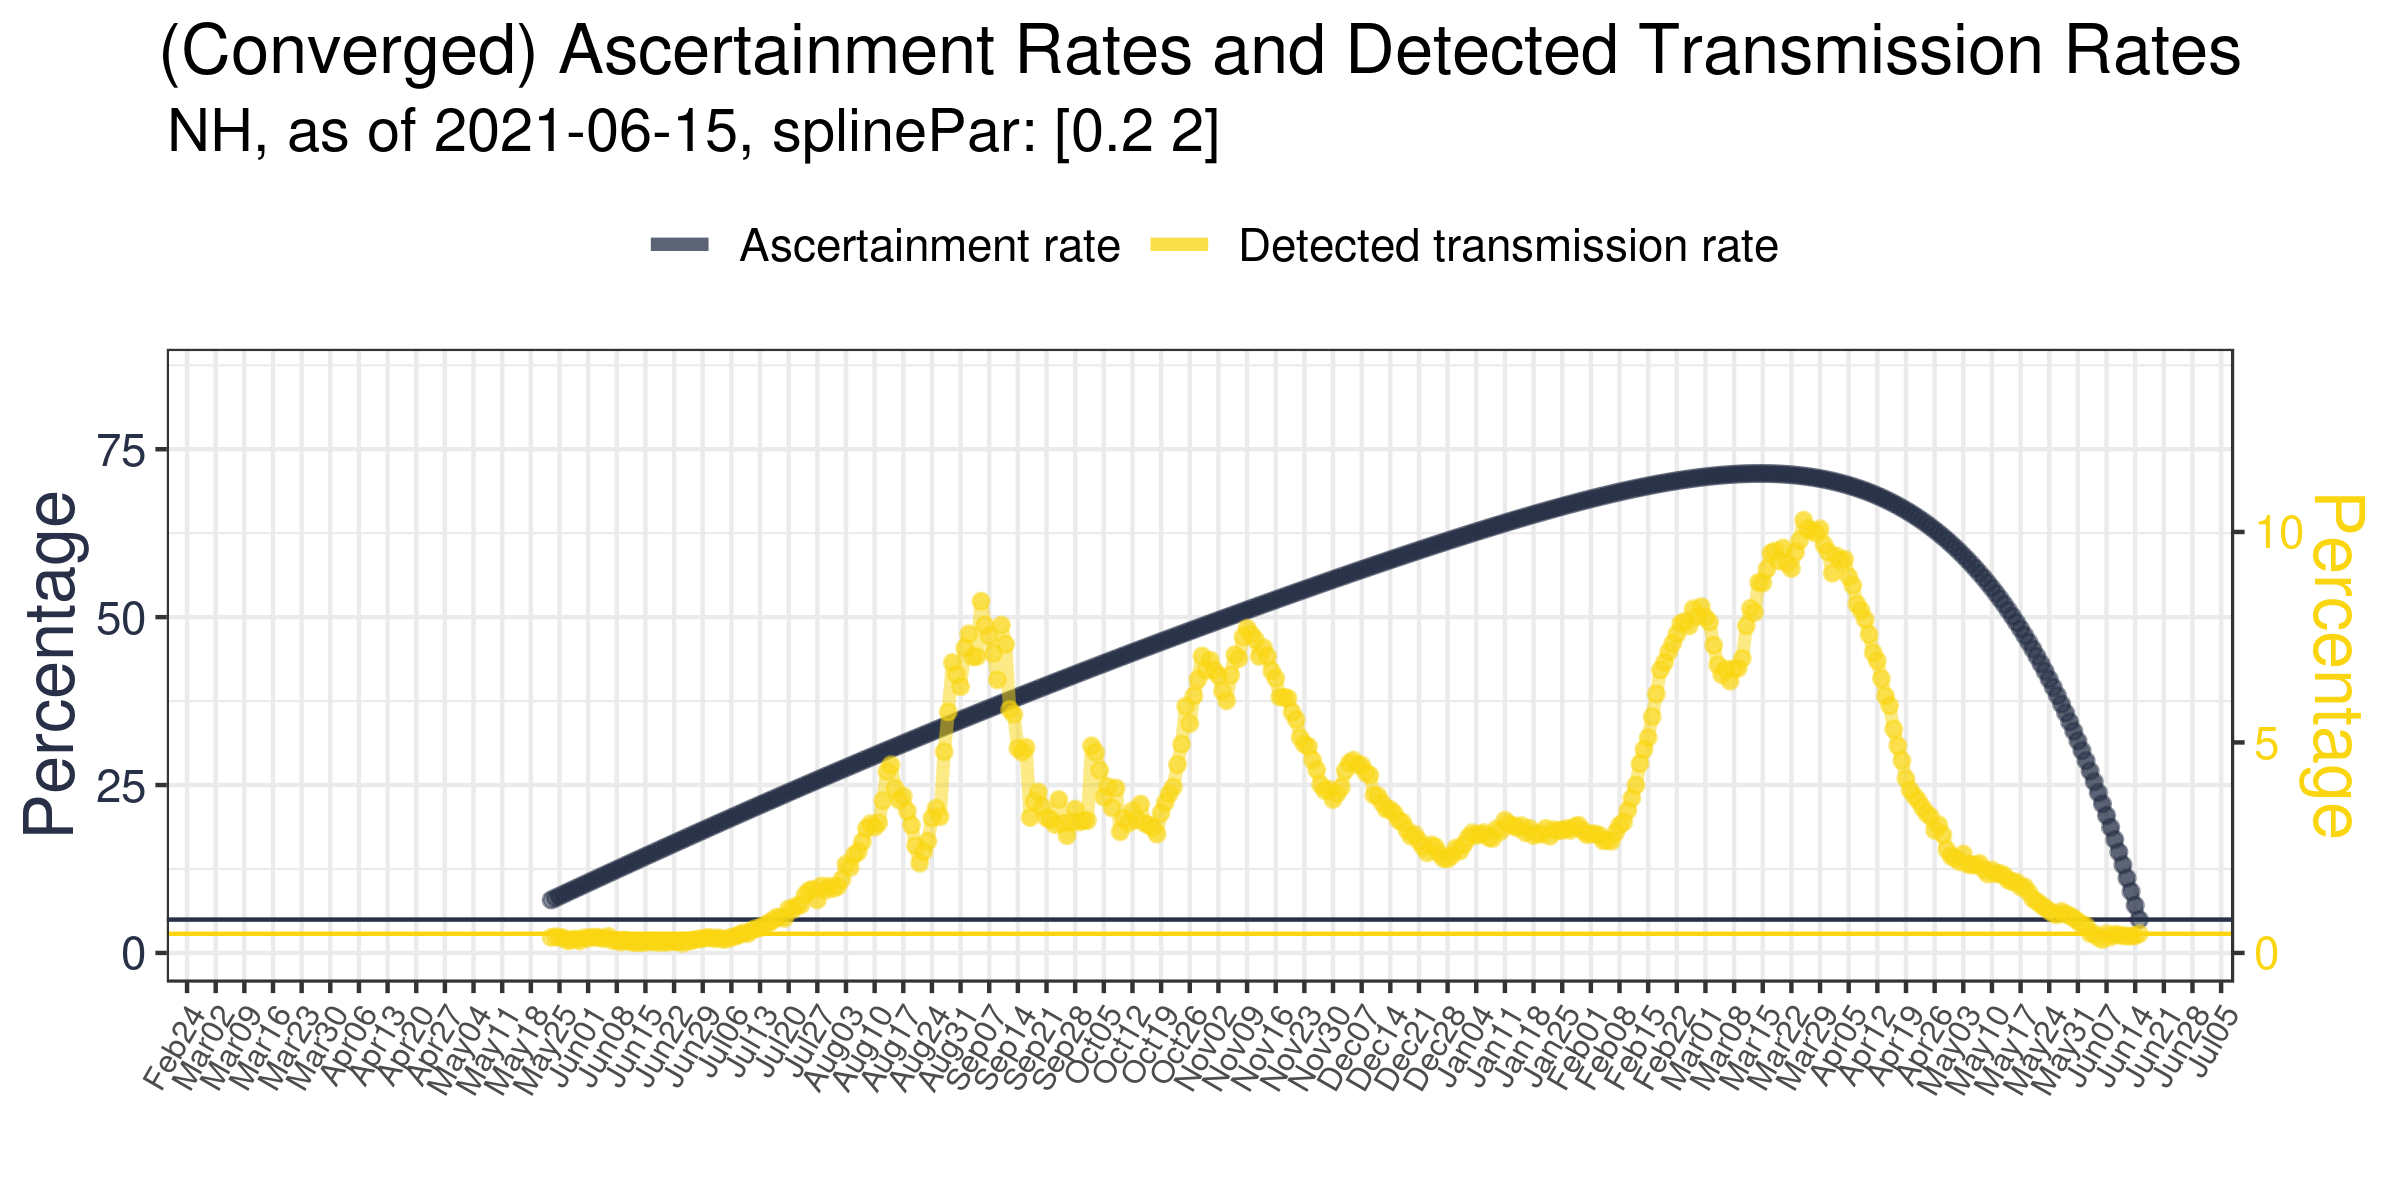 (Converged) Ascertainment Rates and Detected Transmission Rates
NH, as of 2021-06-15, splinePar: [0.2 2]
Ascertainment rate
Detected transmission rate
Percentage
75
50
25
0
10
5
0
Percentage
Feb24
Mar02
Mar09
Mar16
Mar23
Mar30
Apr06
Apr13
Apr20
Apr27
May04
May11
May18
May25
Jun01
Jun08
Jun15
Jun22
Jun29
Jul06
Jul13
Jul20
Jul27
Aug03
Aug10
Aug17
Aug24
Aug31
Sep07
Sep14
Sep21
Sep28
Oct05
Oct12
Oct19
Oct26
Nov02
Nov09
Nov16
Nov23
Nov30
Dec07
Dec14
Dec21
Dec28
Jan04
Jan11
Jan18
Jan25
Feb01
Feb08
Feb15
Feb22
Mar01
Mar08
Mar15
Mar22
Mar29
Apr05
Apr12
Apr19
Apr26
May03
May10
May17
May24
May31
Jun07
Jun14
Jun21
Jun28
Jul05